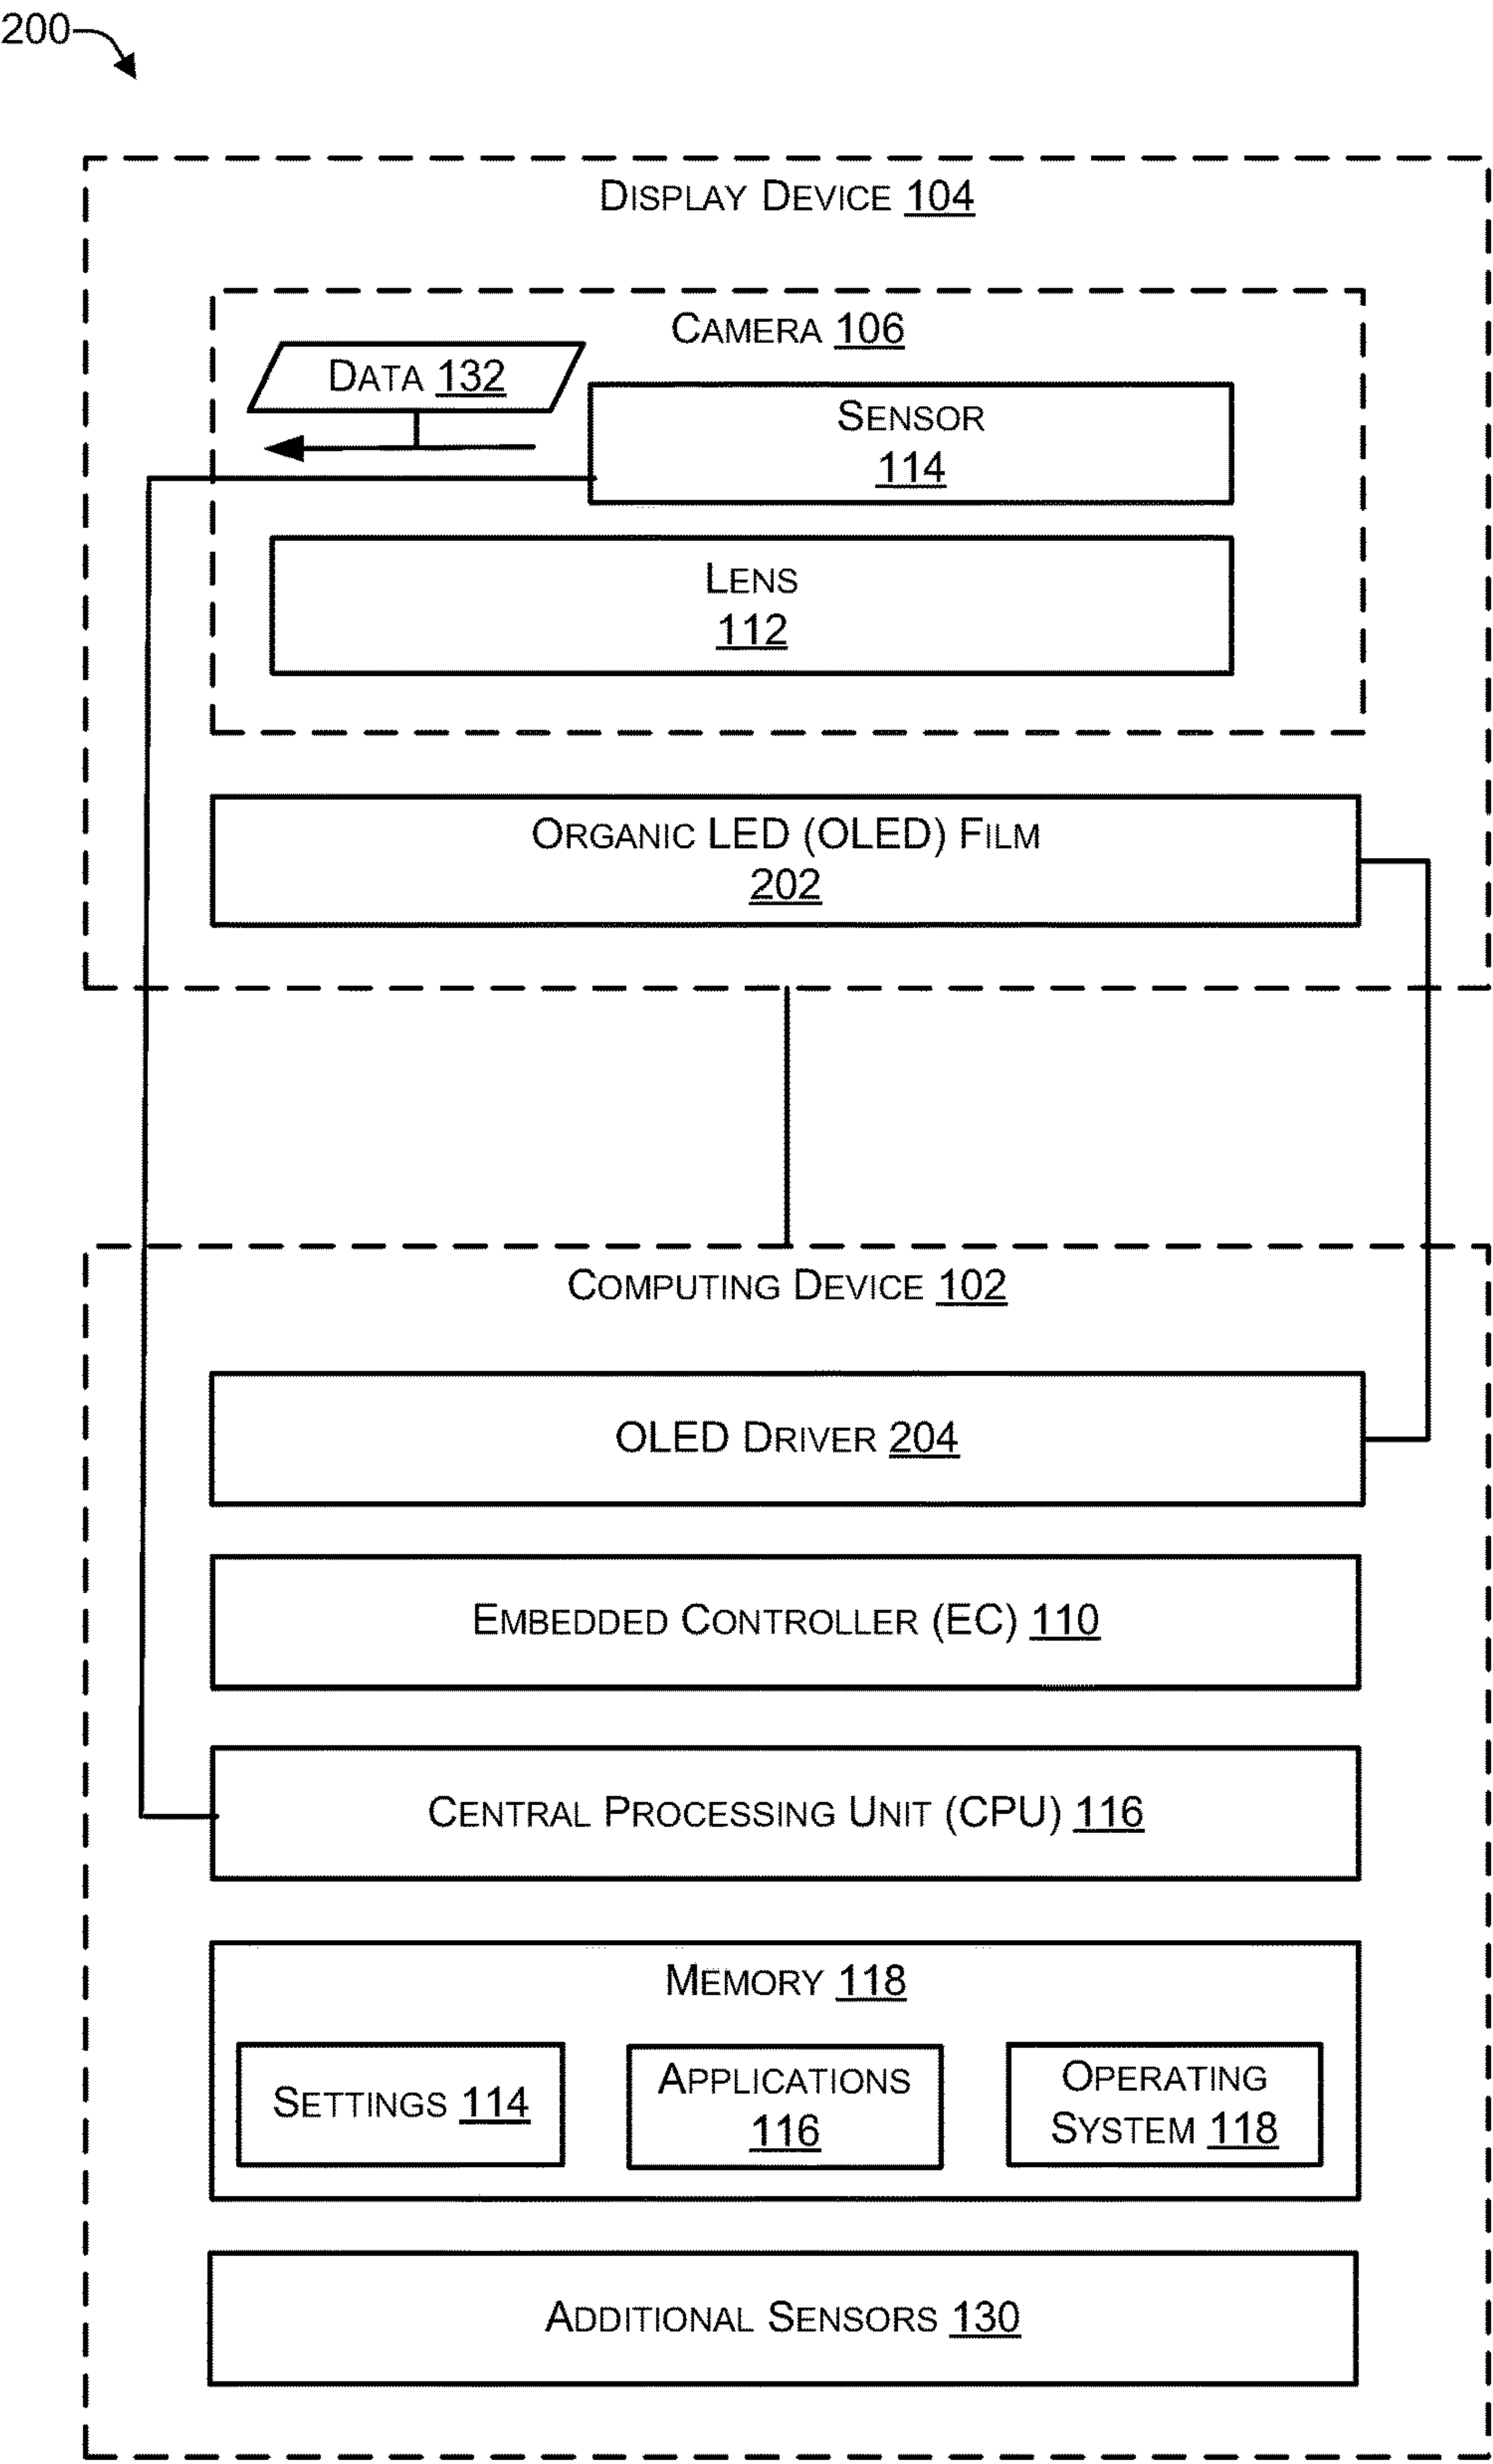 200
DISPLAY DEVICE 104
CAMERA 106
DATA 132
SENSOR
114
LENS
112
ORGANIC LED (OLED) FILM
202
COMPUTING DEVICE 102
OLED DRIVER 204
EMBEDDED CONTROLLER (EC) 110
CENTRAL PROCESSING UNIT (CPU) 116
MEMORY 118
SETTINGS 114
APPLICATIONS
116
OPERATING
SYSTEM 118
ADDITIONAL SENSORS 130